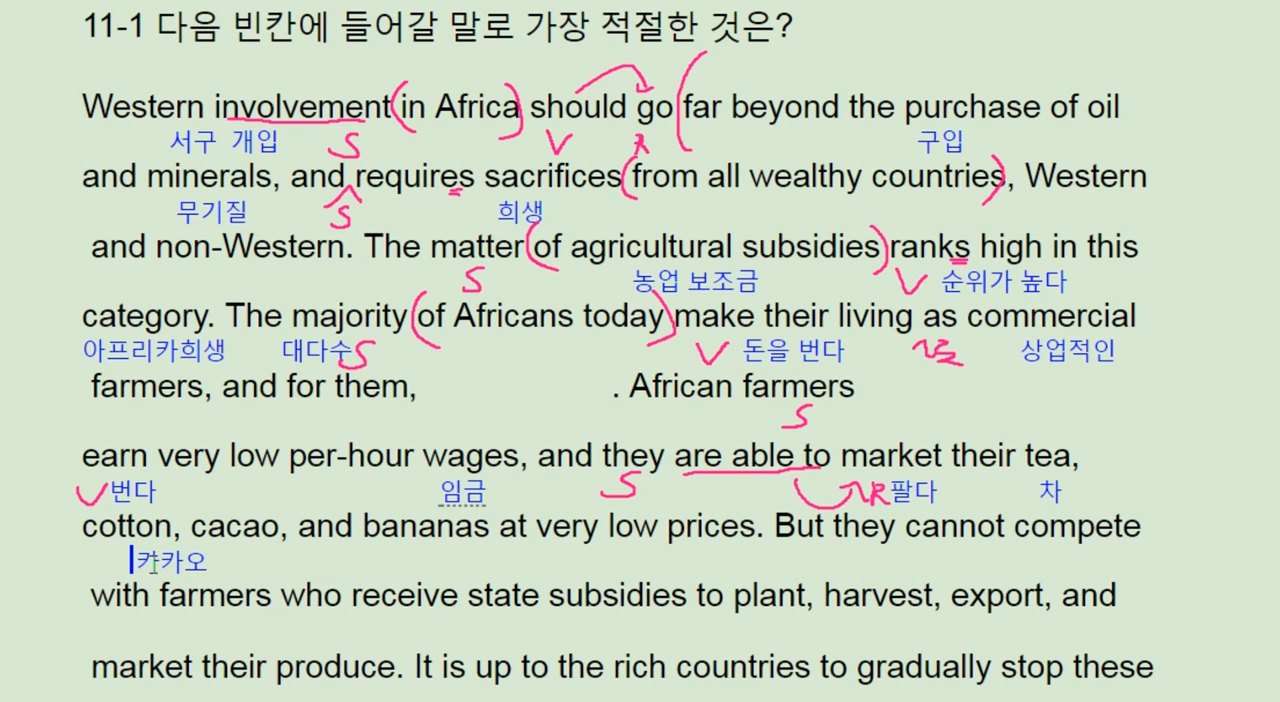 11-1 다음 빈칸에 들어갈 말로 가장 적절한 것은?
Western involvement (in Africa) should go (far beyond the purchase of oil
서구 개입 S V R 구입
and minerals, and requires sacrifices (from all wealthy countries), Western
무기질 S 희생
and non-Western. The matter (of agricultural subsidies) ranks high in this
S 농업 보조금 V 순위가 높다
category. The majority (of Africans today) make their living as commercial
아프리카희생 대다수 S V 돈을 번다 상업적인
farmers, and for them, . African farmers
S
earn very low per-hour wages, and they are able to market their tea,
V 번다 임금 S R 팔다 차
cotton, cacao, and bananas at very low prices. But they cannot compete
카카오
with farmers who receive state subsidies to plant, harvest, export, and
market their produce. It is up to the rich countries to gradually stop these